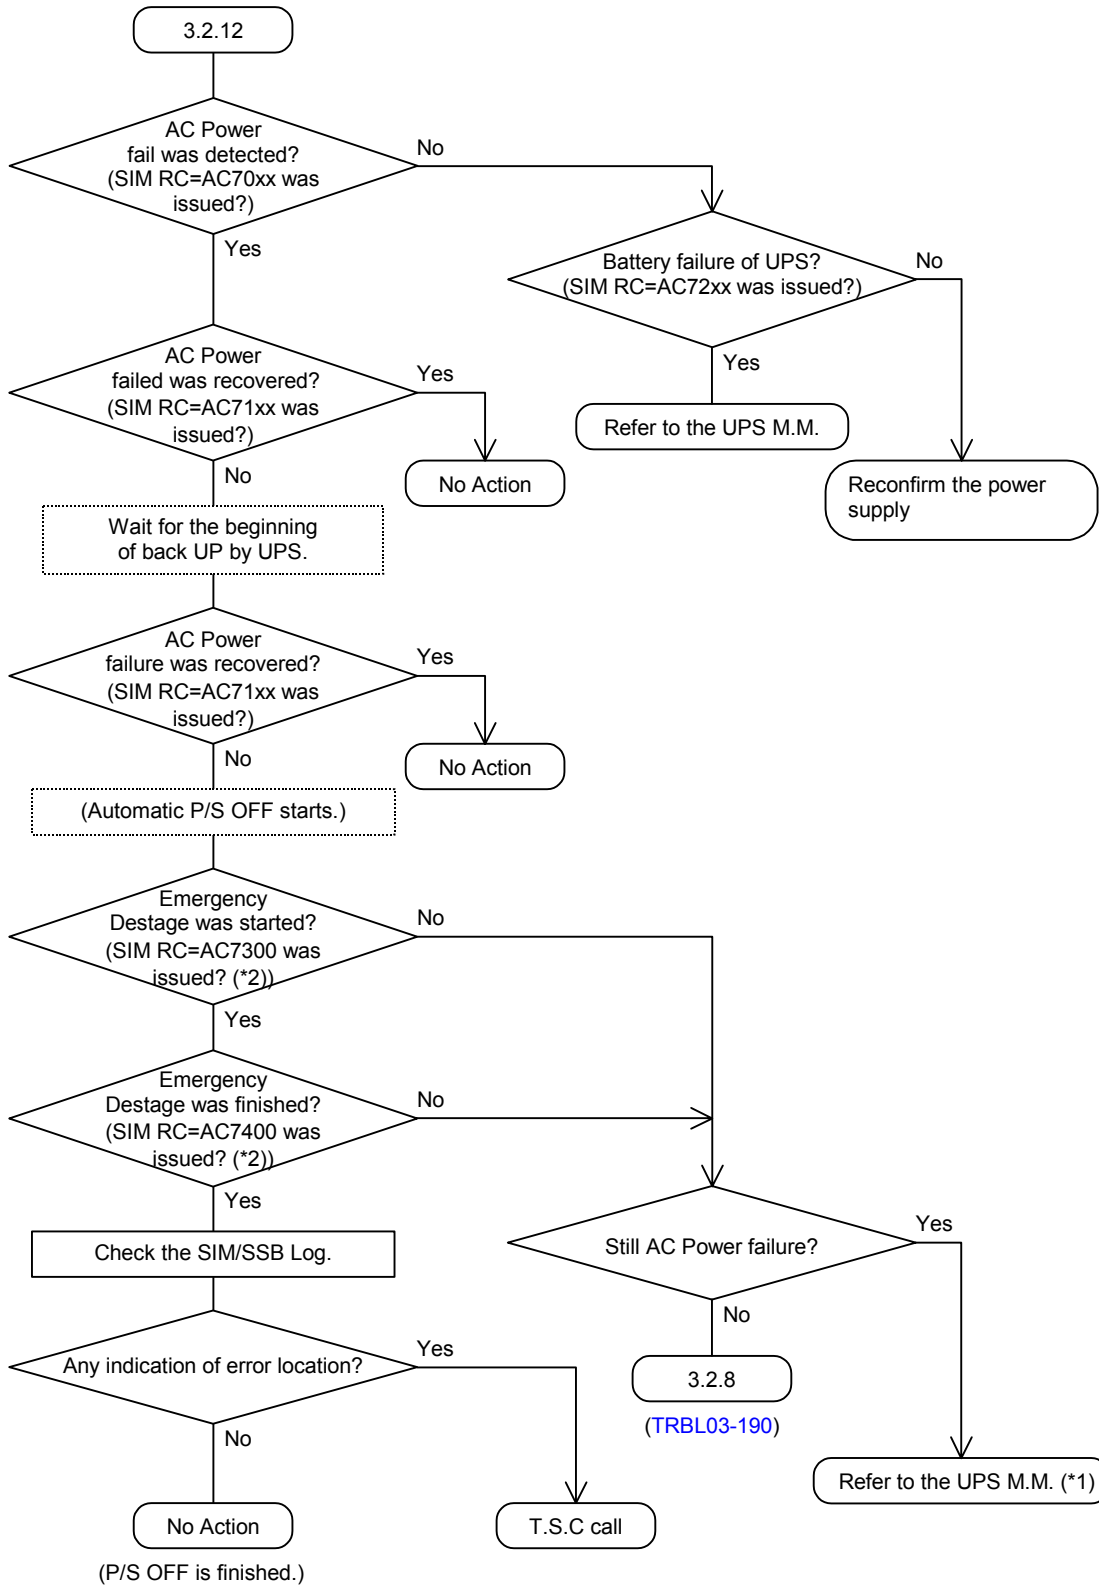 3.2.12
AC Power
fail was detected?
(SIM RC=AC70xx was
issued?)
No
Yes
Battery failure of UPS?
(SIM RC=AC72xx was issued?)
No
Yes
Refer to the UPS M.M.
Reconfirm the power
supply
AC Power
failed was recovered?
(SIM RC=AC71xx was
issued?)
Yes
No Action
No
Wait for the beginning
of back UP by UPS.
AC Power
failure was recovered?
(SIM RC=AC71xx was
issued?)
Yes
No Action
No
(Automatic P/S OFF starts.)
Emergency
Destage was started?
(SIM RC=AC7300 was
issued? (*2))
No
Yes
Emergency
Destage was finished?
(SIM RC=AC7400 was
issued? (*2))
No
Yes
Check the SIM/SSB Log.
Still AC Power failure?
Yes
No
3.2.8
(TRBL03-190)
Refer to the UPS M.M. (*1)
Any indication of error location?
Yes
No
No Action
(P/S OFF is finished.)
T.S.C call